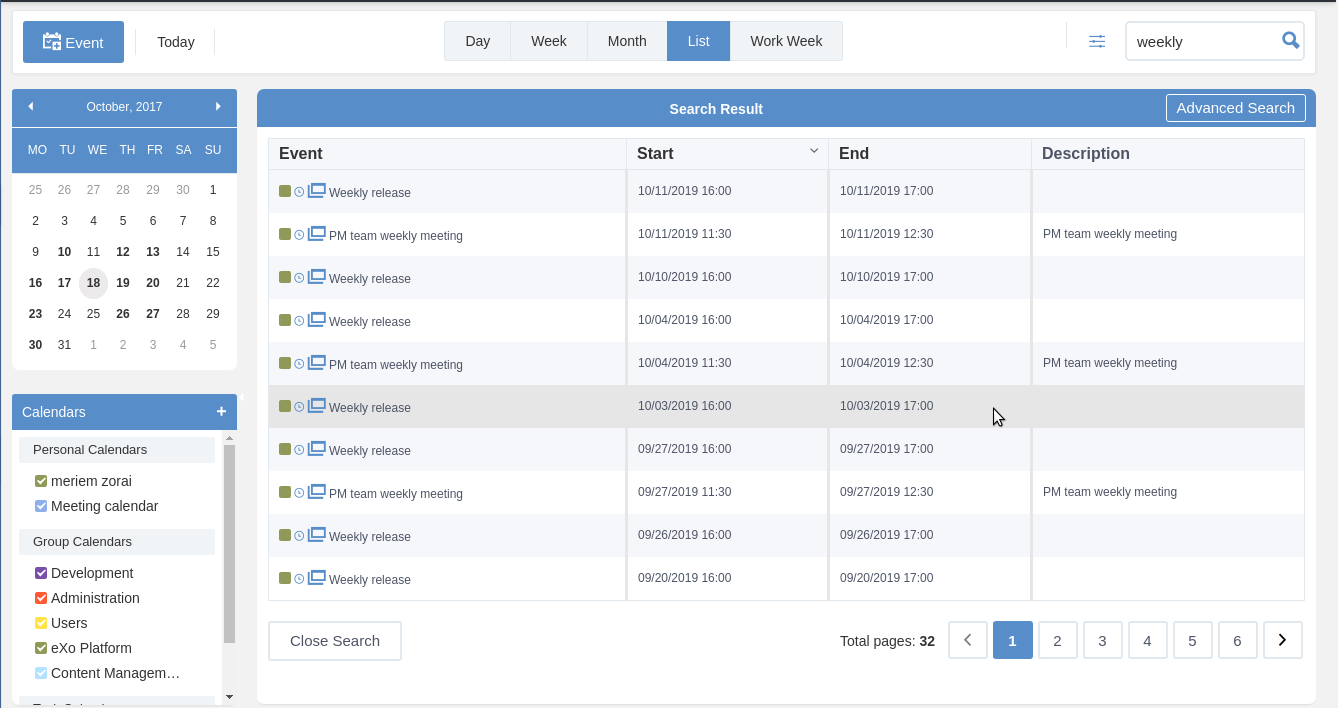 Event Today Day Week Month List Work Week weekly
October, 2017
MO TU WE TH FR SA SU
25 26 27 28 29 30 1
2 3 4 5 6 7 8
9 10 11 12 13 14 15
16 17 18 19 20 21 22
23 24 25 26 27 28 29
30 31 1 2 3 4 5
Calendars +
Personal Calendars
meriem zorai
Meeting calendar
Group Calendars
Development
Administration
Users
eXo Platform
Content Managem…
Search Result Advanced Search
Event Start End Description
Weekly release 10/11/2019 16:00 10/11/2019 17:00
PM team weekly meeting 10/11/2019 11:30 10/11/2019 12:30 PM team weekly meeting
Weekly release 10/10/2019 16:00 10/10/2019 17:00
Weekly release 10/04/2019 16:00 10/04/2019 17:00
PM team weekly meeting 10/04/2019 11:30 10/04/2019 12:30 PM team weekly meeting
Weekly release 10/03/2019 16:00 10/03/2019 17:00
Weekly release 09/27/2019 16:00 09/27/2019 17:00
PM team weekly meeting 09/27/2019 11:30 09/27/2019 12:30 PM team weekly meeting
Weekly release 09/26/2019 16:00 09/26/2019 17:00
Weekly release 09/20/2019 16:00 09/20/2019 17:00
Close Search Total pages: 32 1 2 3 4 5 6